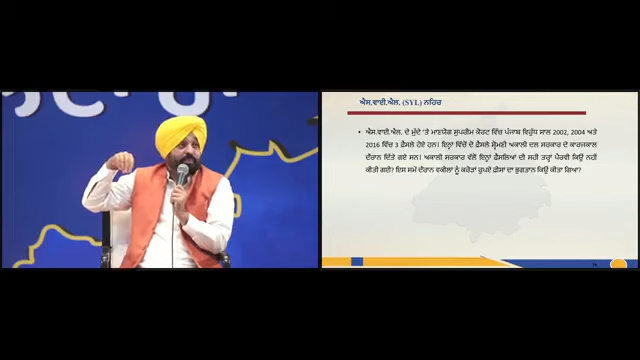 ਐਸ.ਵਾਈ.ਐਲ. (SYL) ਨਹਿਰ
• ਐਸ.ਵਾਈ.ਐਲ. ਦੇ ਮੁੱਦੇ 'ਤੇ ਮਾਣਯੋਗ ਸੁਪਰੀਮ ਕੋਰਟ ਵਿੱਚ ਪੰਜਾਬ ਵਿਰੁੱਧ ਸਾਲ 2002, 2004 ਅਤੇ
2016 ਵਿੱਚ 3 ਫ਼ੈਸਲੇ ਹੋਏ ਹਨ। ਇਨ੍ਹਾਂ ਵਿੱਚੋਂ ਦੋ ਫ਼ੈਸਲੇ ਸ਼੍ਰੋਮਣੀ ਅਕਾਲੀ ਦਲ ਸਰਕਾਰ ਦੇ ਕਾਰਜਕਾਲ
ਦੌਰਾਨ ਦਿੱਤੇ ਗਏ ਸਨ। ਅਕਾਲੀ ਸਰਕਾਰ ਵੱਲੋਂ ਇਨ੍ਹਾਂ ਫ਼ੈਸਲਿਆਂ ਦੀ ਸਹੀ ਤਰ੍ਹਾਂ ਪੈਰਵੀ ਕਿਉਂ ਨਹੀਂ
ਕੀਤੀ ਗਈ? ਇਸ ਸਮੇਂ ਦੌਰਾਨ ਵਕੀਲਾਂ ਨੂੰ ਕਰੋੜਾਂ ਰੁਪਏ ਫ਼ੀਸਾਂ ਦਾ ਭੁਗਤਾਨ ਕਿਉਂ ਕੀਤਾ ਗਿਆ?